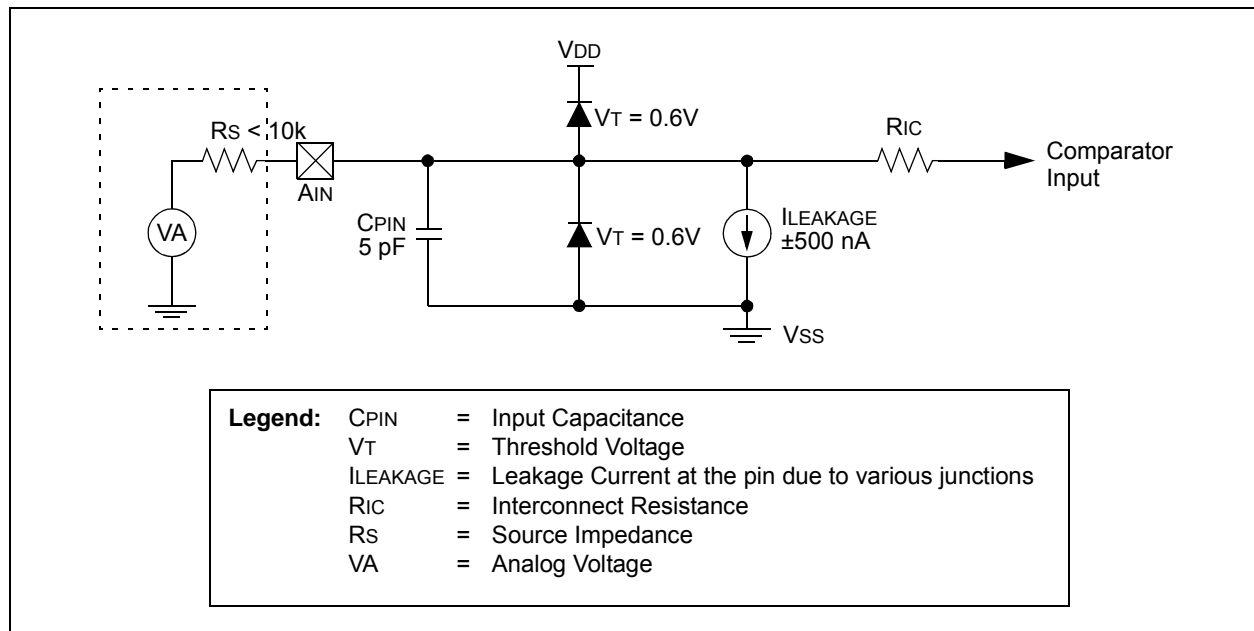 VDD
VT = 0.6V
RS < 10k
AIN
VA
CPIN
5 pF
VT = 0.6V
ILEAKAGE
±500 nA
RIC
Comparator
Input
VSS
Legend: CPIN = Input Capacitance
VT = Threshold Voltage
ILEAKAGE = Leakage Current at the pin due to various junctions
RIC = Interconnect Resistance
RS = Source Impedance
VA = Analog Voltage